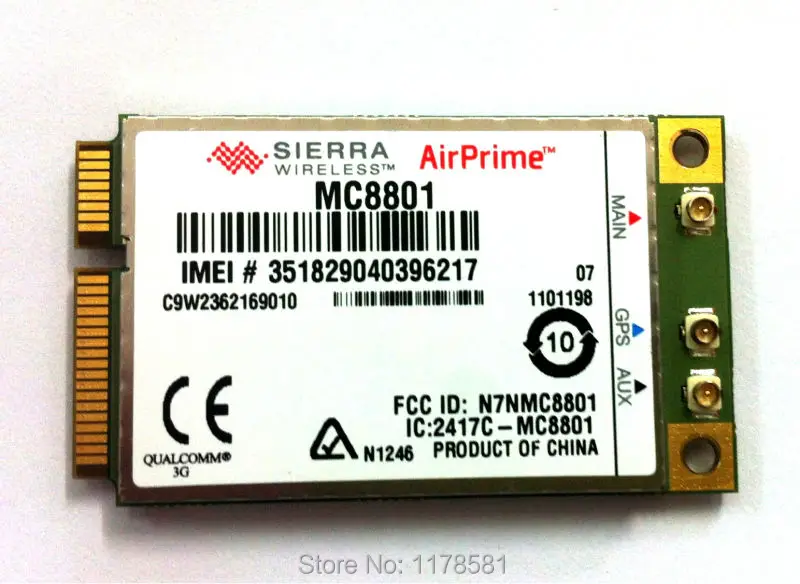 SIERRA WIRELESS™ AirPrime™
MC8801
IMEI # 351829040396217
07
C9W2362169010
1101198
10
MAIN
GPS
AUX
FCC ID: N7NMC8801
IC:2417C-MC8801
N1246 PRODUCT OF CHINA
CE
QUALCOMM®
3G
Store No: 1178581